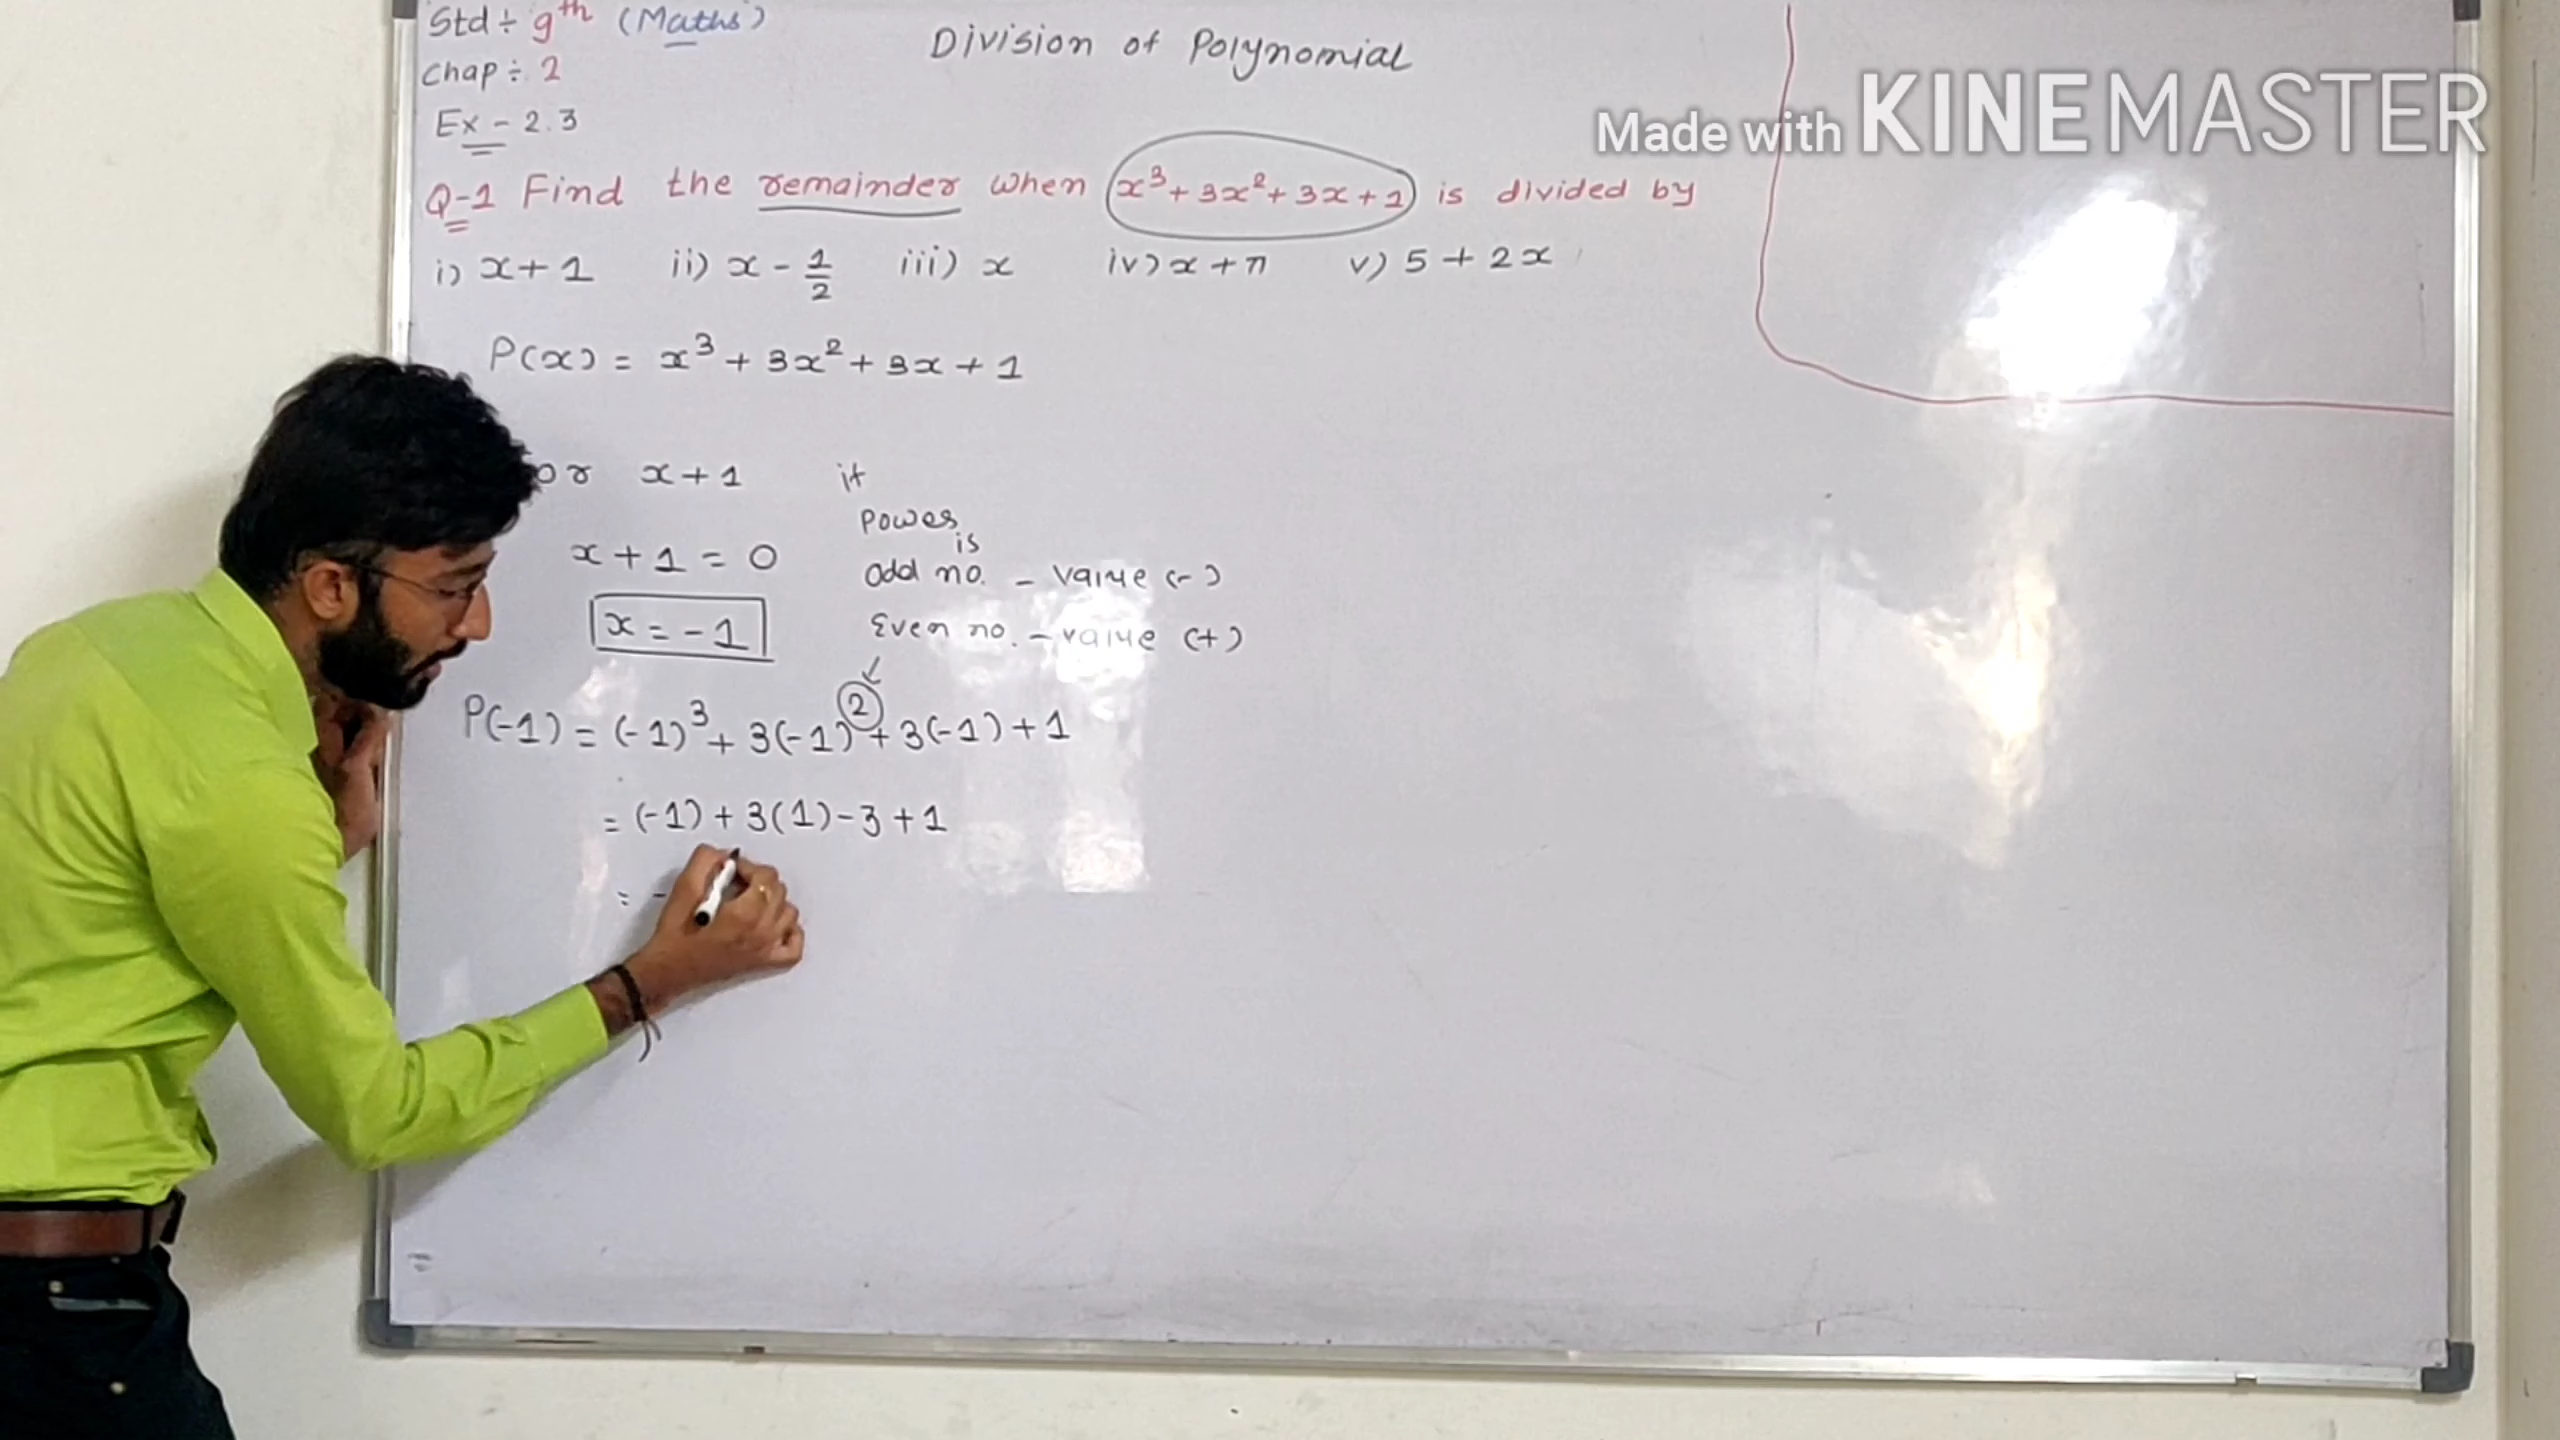 Std ÷ 9th (Maths)
Division of Polynomial
Chap ÷ 2
Made with KINEMASTER
Ex - 2.3
Q-1 Find the remainder when x³ + 3x² + 3x + 1 is divided by
i) x + 1 ii) x - 1/2 iii) x iv) x + π v) 5 + 2x
P(x) = x³ + 3x² + 3x + 1
or x + 1
x + 1 = 0
x = -1
if
power
is
odd no. - value (-)
Even no. - value (+)
P(-1) = (-1)³ + 3(-1)² + 3(-1) + 1
= (-1) + 3(1) - 3 + 1
= -